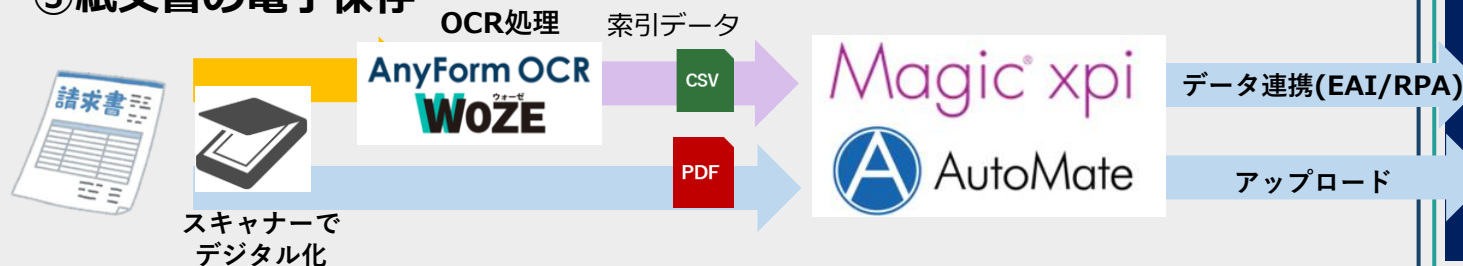 紙文書の電子保存
OCR処理
索引データ
請求書
AnyForm OCR
ウォーゼ
WOZE
CSV
Magic xpi
データ連携(EAI/RPA)
PDF
AutoMate
アップロード
スキャナーで
デジタル化